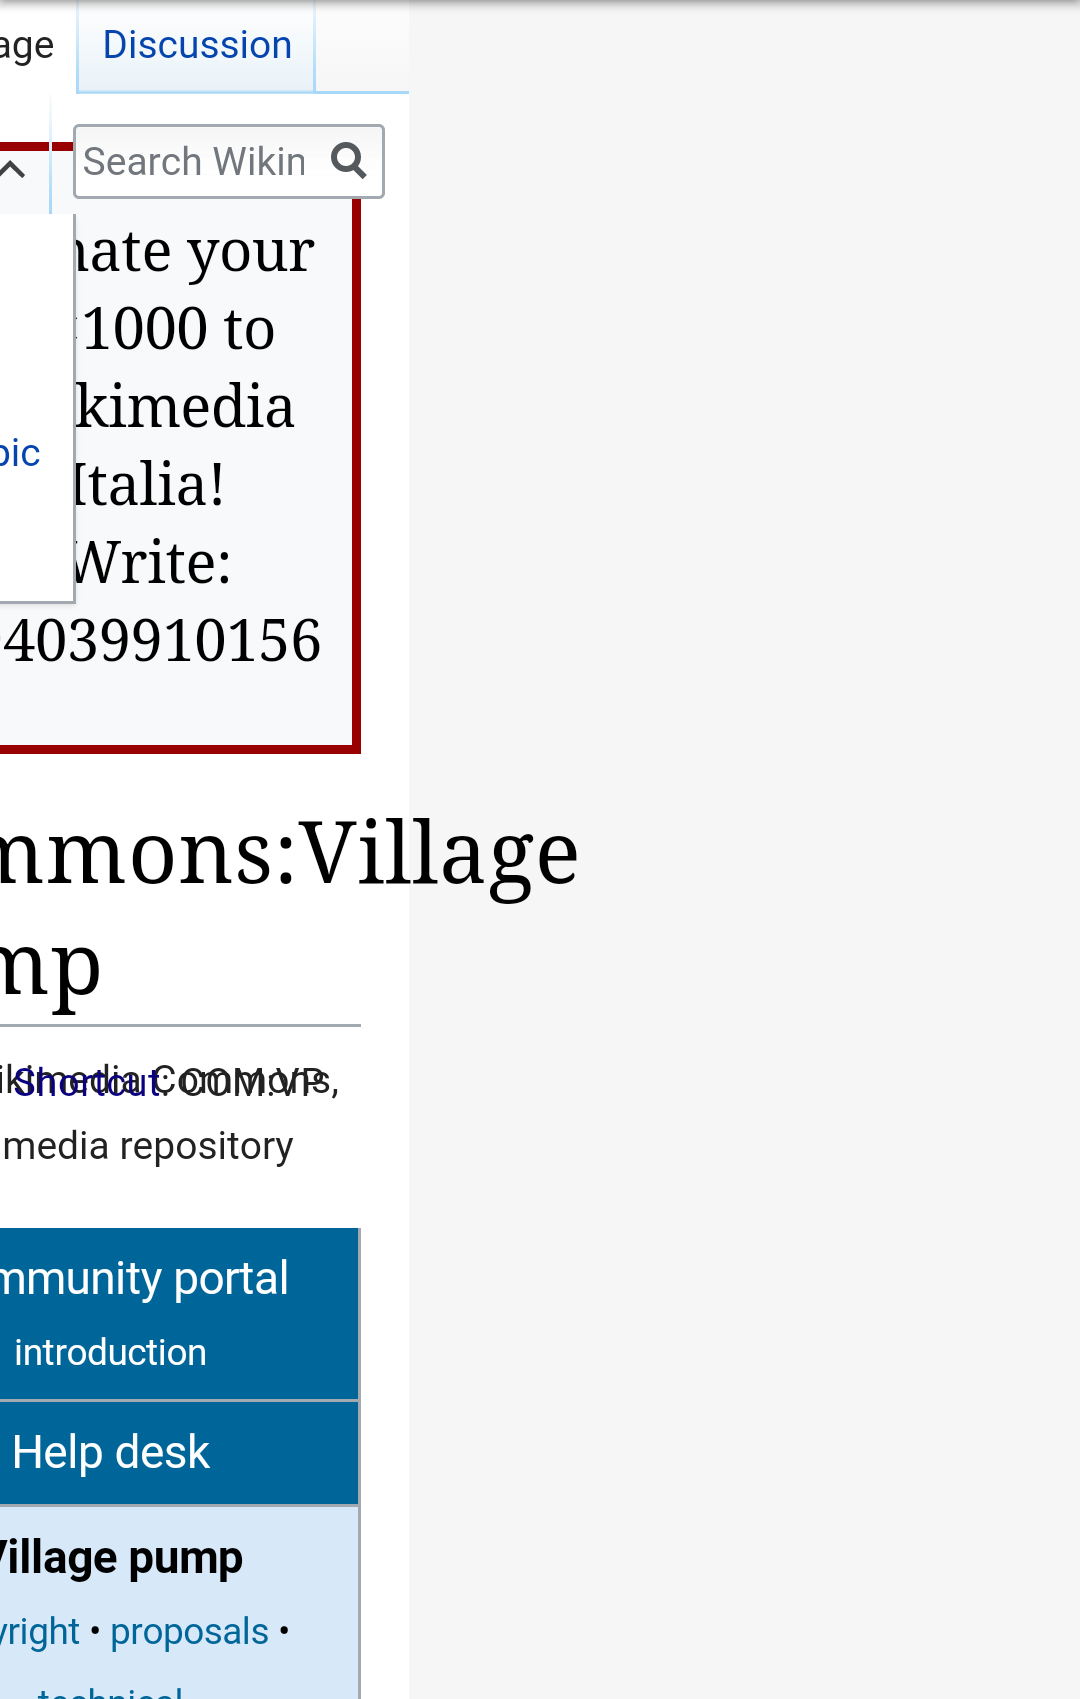 age Discussion
Search Wikin
nate your
1000 to
kimedia
pic
Italia!
Write:
4039910156
mmons:Village
mp
ikimedia Commons,
Shortcut: COM:VP
media repository
mmunity portal
introduction
Help desk
Village pump
yright • proposals •
technical